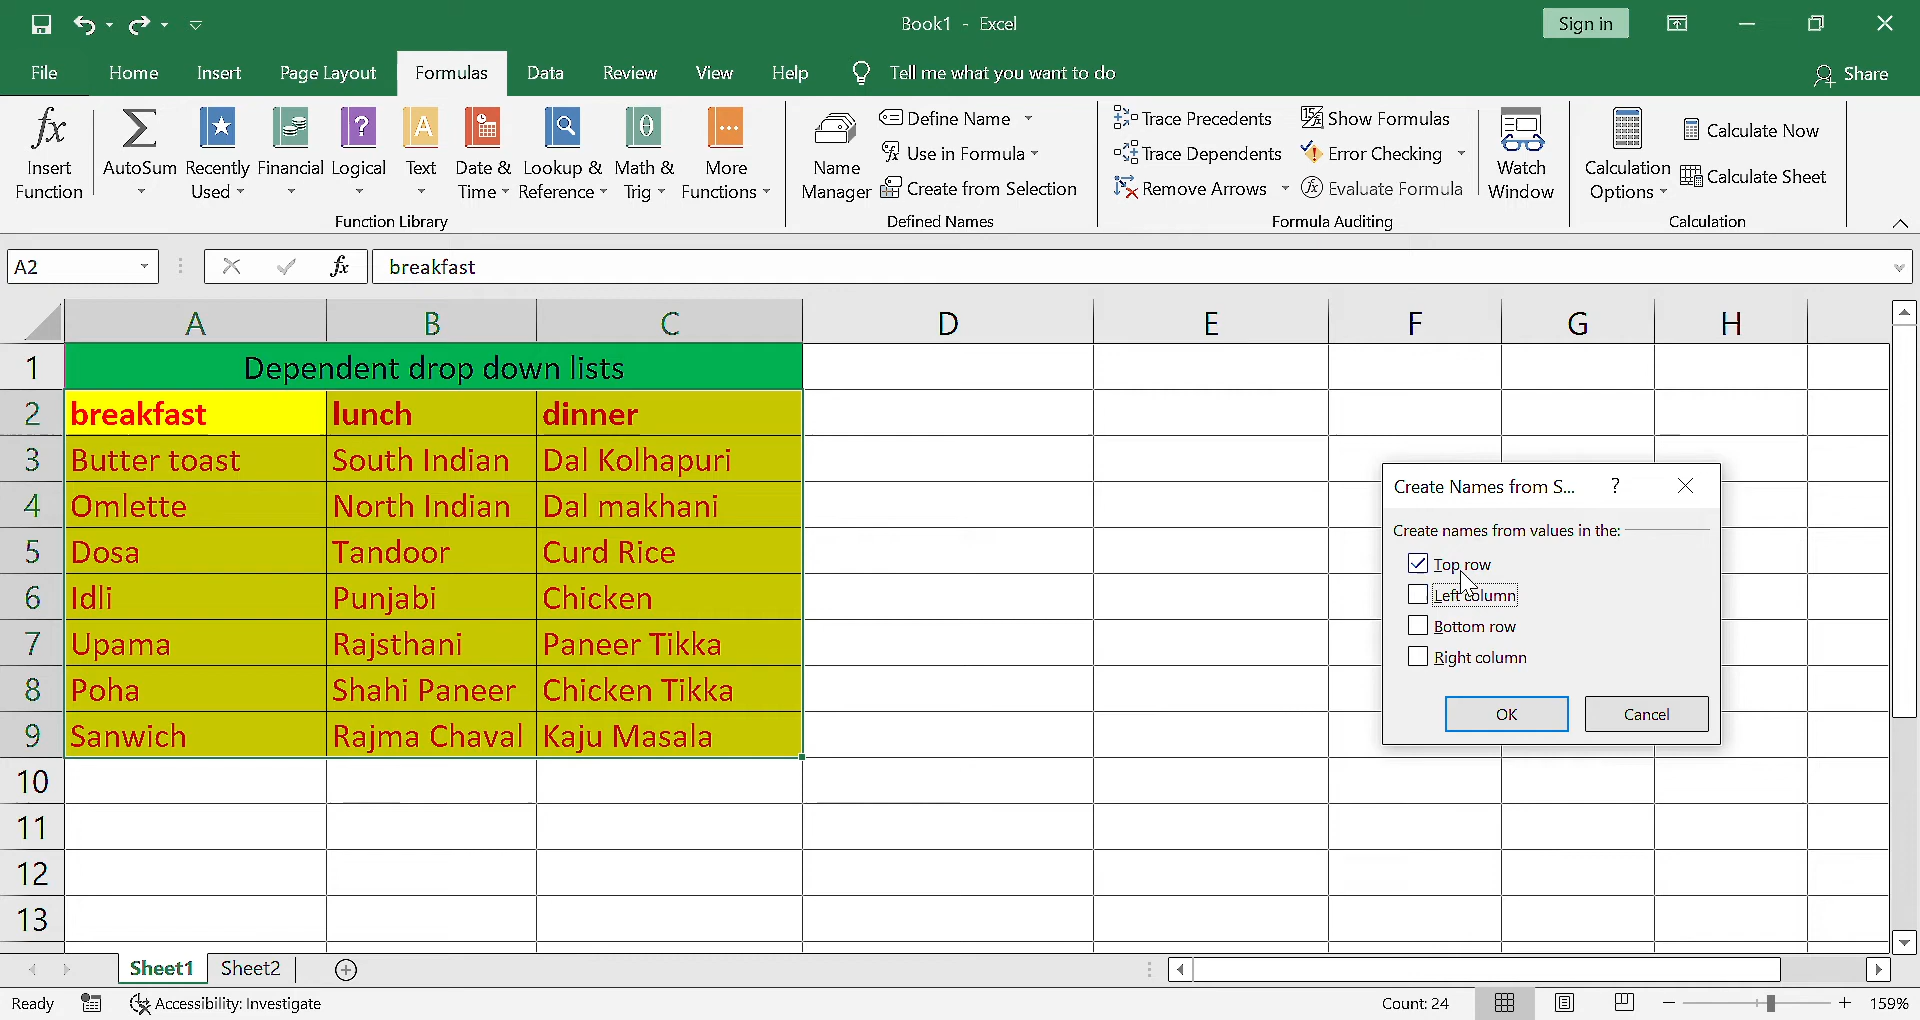 Book1 - Excel
Sign in
File Home Insert Page Layout Formulas Data Review View Help Tell me what you want to do Share
fx Insert Function
Σ AutoSum
Recently Used
Financial
? Logical
A Text
Date & Time
Lookup & Reference
θ Math & Trig
More Functions
Function Library
Name Manager
Define Name
Use in Formula
Create from Selection
Defined Names
Trace Precedents
Trace Dependents
Remove Arrows
Show Formulas
Error Checking
Evaluate Formula
Watch Window
Formula Auditing
Calculation Options
Calculate Now
Calculate Sheet
Calculation
A2 fx breakfast
A B C D E F G H
1 Dependent drop down lists
2 breakfast lunch dinner
3 Butter toast South Indian Dal Kolhapuri
4 Omlette North Indian Dal makhani
5 Dosa Tandoor Curd Rice
6 Idli Punjabi Chicken
7 Upama Rajsthani Paneer Tikka
8 Poha Shahi Paneer Chicken Tikka
9 Sanwich Rajma Chaval Kaju Masala
10
11
12
13
Create Names from S... ?
Create names from values in the:
Top row
Left column
Bottom row
Right column
OK Cancel
Sheet1 Sheet2
Ready Accessibility: Investigate Count: 24 159%